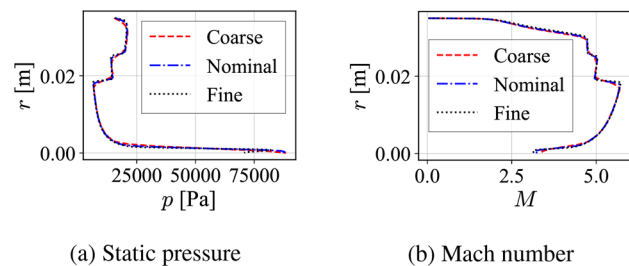 r [m]
0.02
0.00
Coarse
Nominal
Fine
25000 50000 75000
p [Pa]
(a) Static pressure
r [m]
0.02
0.00
Coarse
Nominal
Fine
0.0 2.5 5.0
M
(b) Mach number